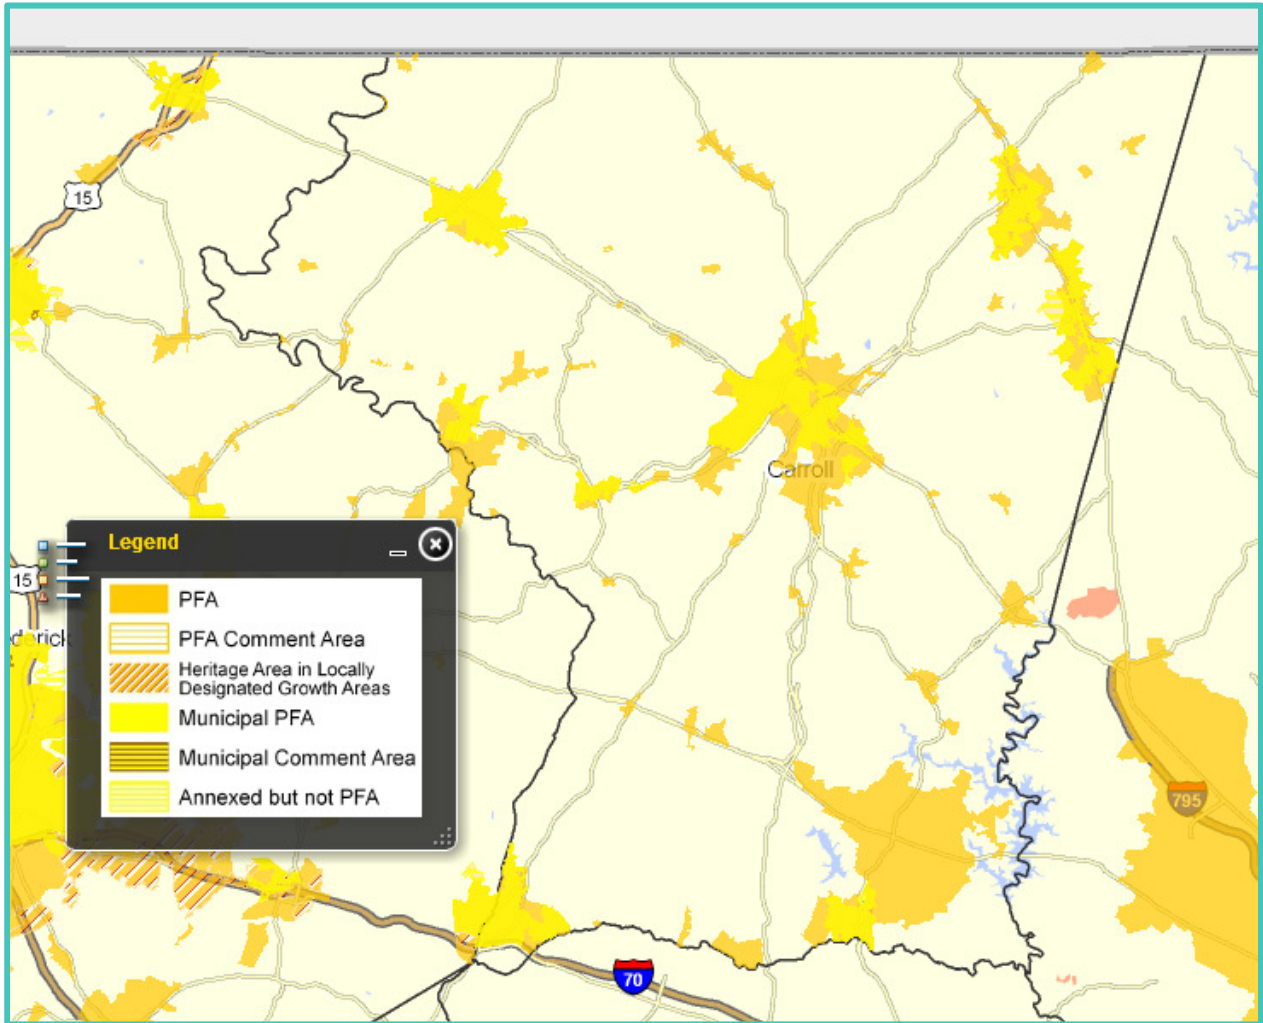 15
Carroll
Legend
15
PFA
PFA Comment Area
derick
Heritage Area in Locally
Designated Growth Areas
Municipal PFA
Municipal Comment Area
Annexed but not PFA
795
70